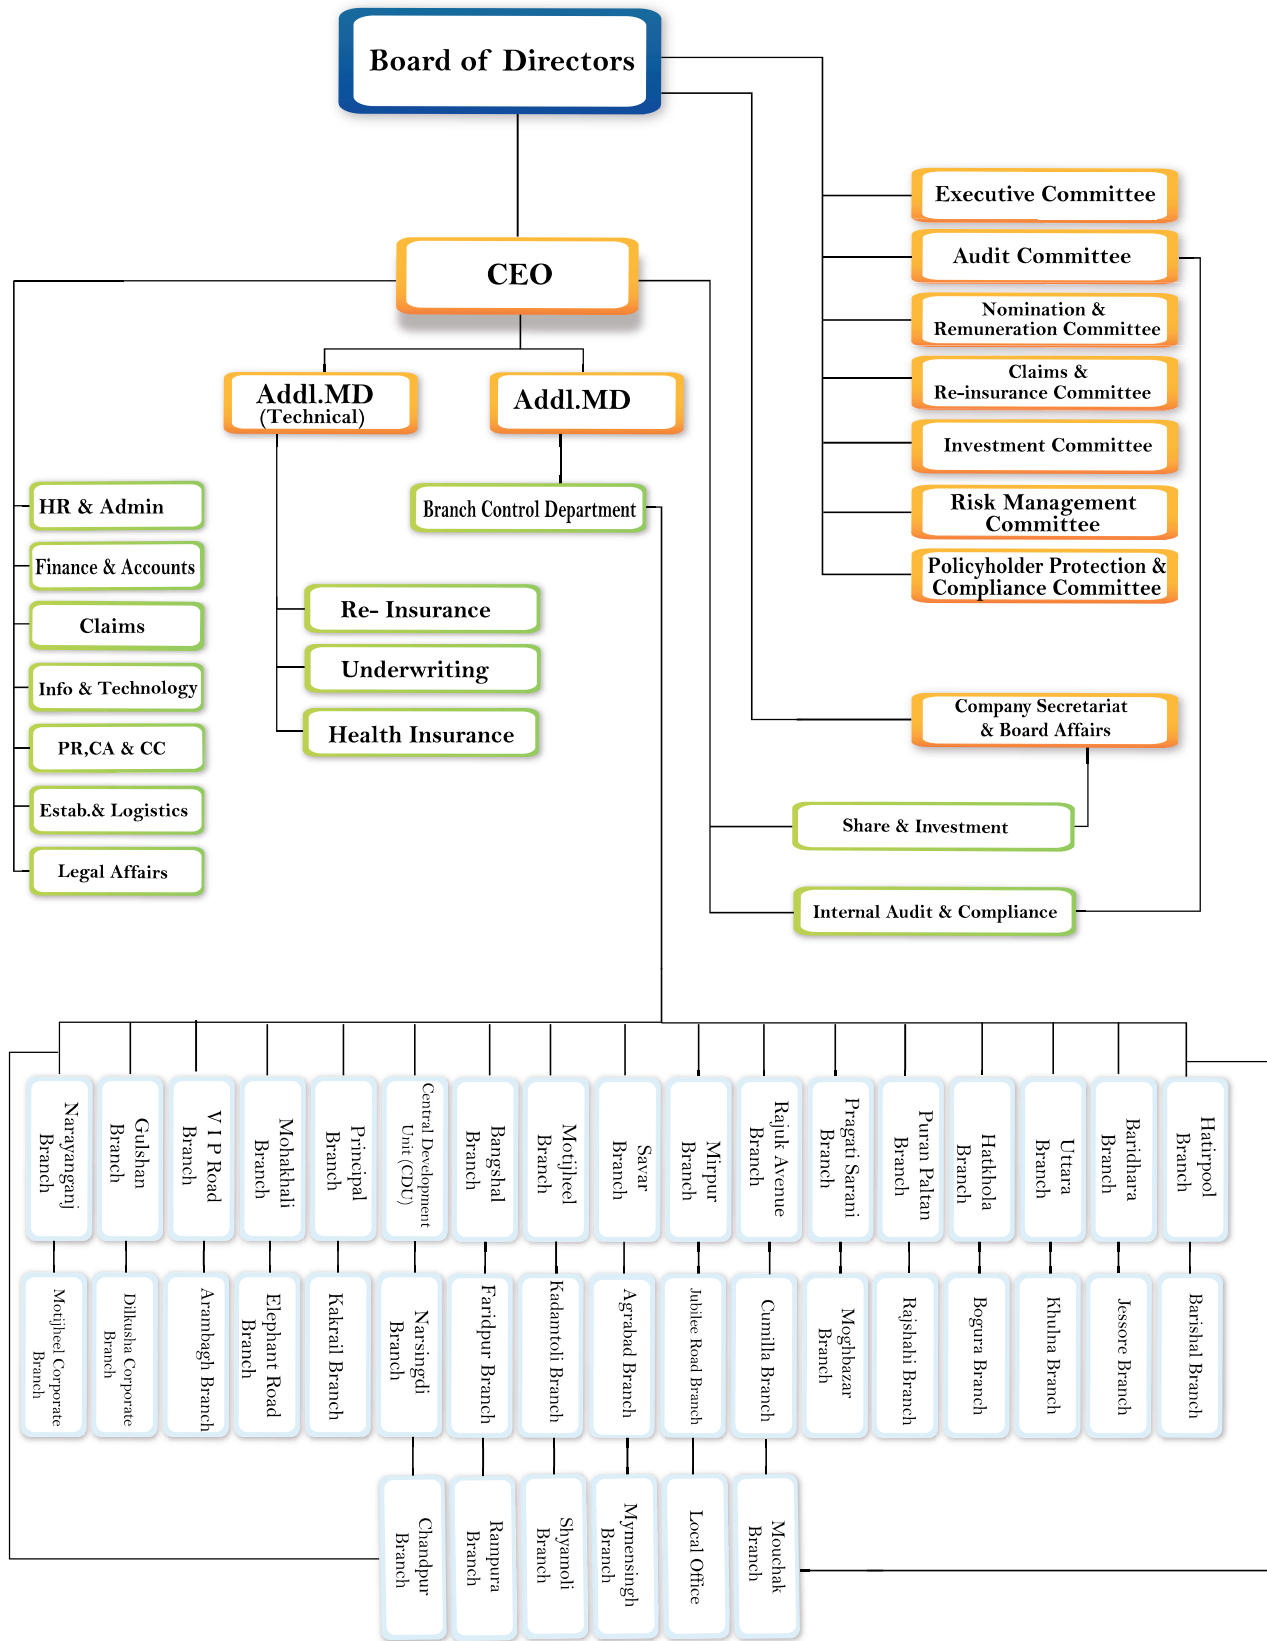 Board of Directors
CEO
Addl.MD
(Technical)
Addl.MD
Executive Committee
Audit Committee
Nomination &
Remuneration Committee
Claims &
Re-insurance Committee
Investment Committee
Risk Management
Committee
Policyholder Protection &
Compliance Committee
Company Secretariat
& Board Affairs
Share & Investment
Internal Audit & Compliance
HR & Admin
Finance & Accounts
Claims
Info & Technology
PR,CA & CC
Estab.& Logistics
Legal Affairs
Branch Control Department
Re- Insurance
Underwriting
Health Insurance
Narayanganj
Branch
Gulshan
Branch
V I P Road
Branch
Mohakhali
Branch
Principal
Branch
Central Development
Unit (CDU)
Bangshal
Branch
Motijheel
Branch
Savar
Branch
Mirpur
Branch
Rajuk Avenue
Branch
Pragati Sarani
Branch
Puran Paltan
Branch
Hatkhola
Branch
Uttara
Branch
Baridhara
Branch
Hatirpool
Branch
Motijheel Corporate
Branch
Dilkusha Corporate
Branch
Arambagh Branch
Elephant Road
Branch
Kakrail Branch
Narsingdi
Branch
Faridpur Branch
Kadamtoli Branch
Agrabad Branch
Jubilee Road Branch
Cumilla Branch
Moghbazar
Branch
Rajshahi Branch
Bogura Branch
Khulna Branch
Jessore Branch
Barishal Branch
Chandpur
Branch
Rampura
Branch
Shyamoli
Branch
Mymensingh
Branch
Local Office
Mouchak
Branch